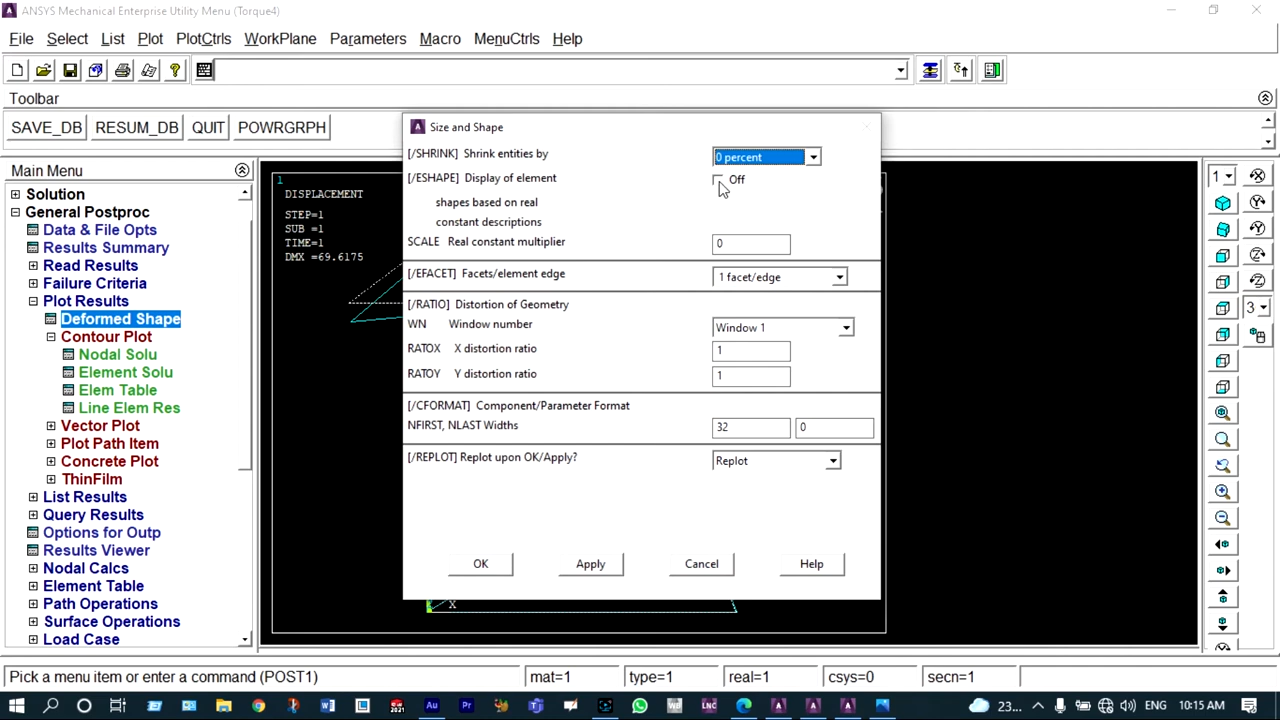 ANSYS Mechanical Enterprise Utility Menu (Torque4)
File Select List Plot PlotCtrls WorkPlane Parameters Macro MenuCtrls Help
Toolbar
SAVE_DB RESUM_DB QUIT POWRGRPH
Main Menu
Solution
General Postproc
Data & File Opts
Results Summary
Read Results
Failure Criteria
Plot Results
Deformed Shape
Contour Plot
Nodal Solu
Element Solu
Elem Table
Line Elem Res
Vector Plot
Plot Path Item
Concrete Plot
ThinFilm
List Results
Query Results
Options for Outp
Results Viewer
Nodal Calcs
Element Table
Path Operations
Surface Operations
Load Case
1
DISPLACEMENT
STEP=1
SUB =1
TIME=1
DMX =69.6175
X
Size and Shape
[/SHRINK] Shrink entities by 0 percent
[/ESHAPE] Display of element Off
shapes based on real
constant descriptions
SCALE Real constant multiplier 0
[/EFACET] Facets/element edge 1 facet/edge
[/RATIO] Distortion of Geometry
WN Window number Window 1
RATOX X distortion ratio 1
RATOY Y distortion ratio 1
[/CFORMAT] Component/Parameter Format
NFIRST, NLAST Widths 32 0
[/REPLOT] Replot upon OK/Apply? Replot
OK Apply Cancel Help
1
3
Pick a menu item or enter a command (POST1) mat=1 type=1 real=1 csys=0 secn=1
23... ENG 10:15 AM